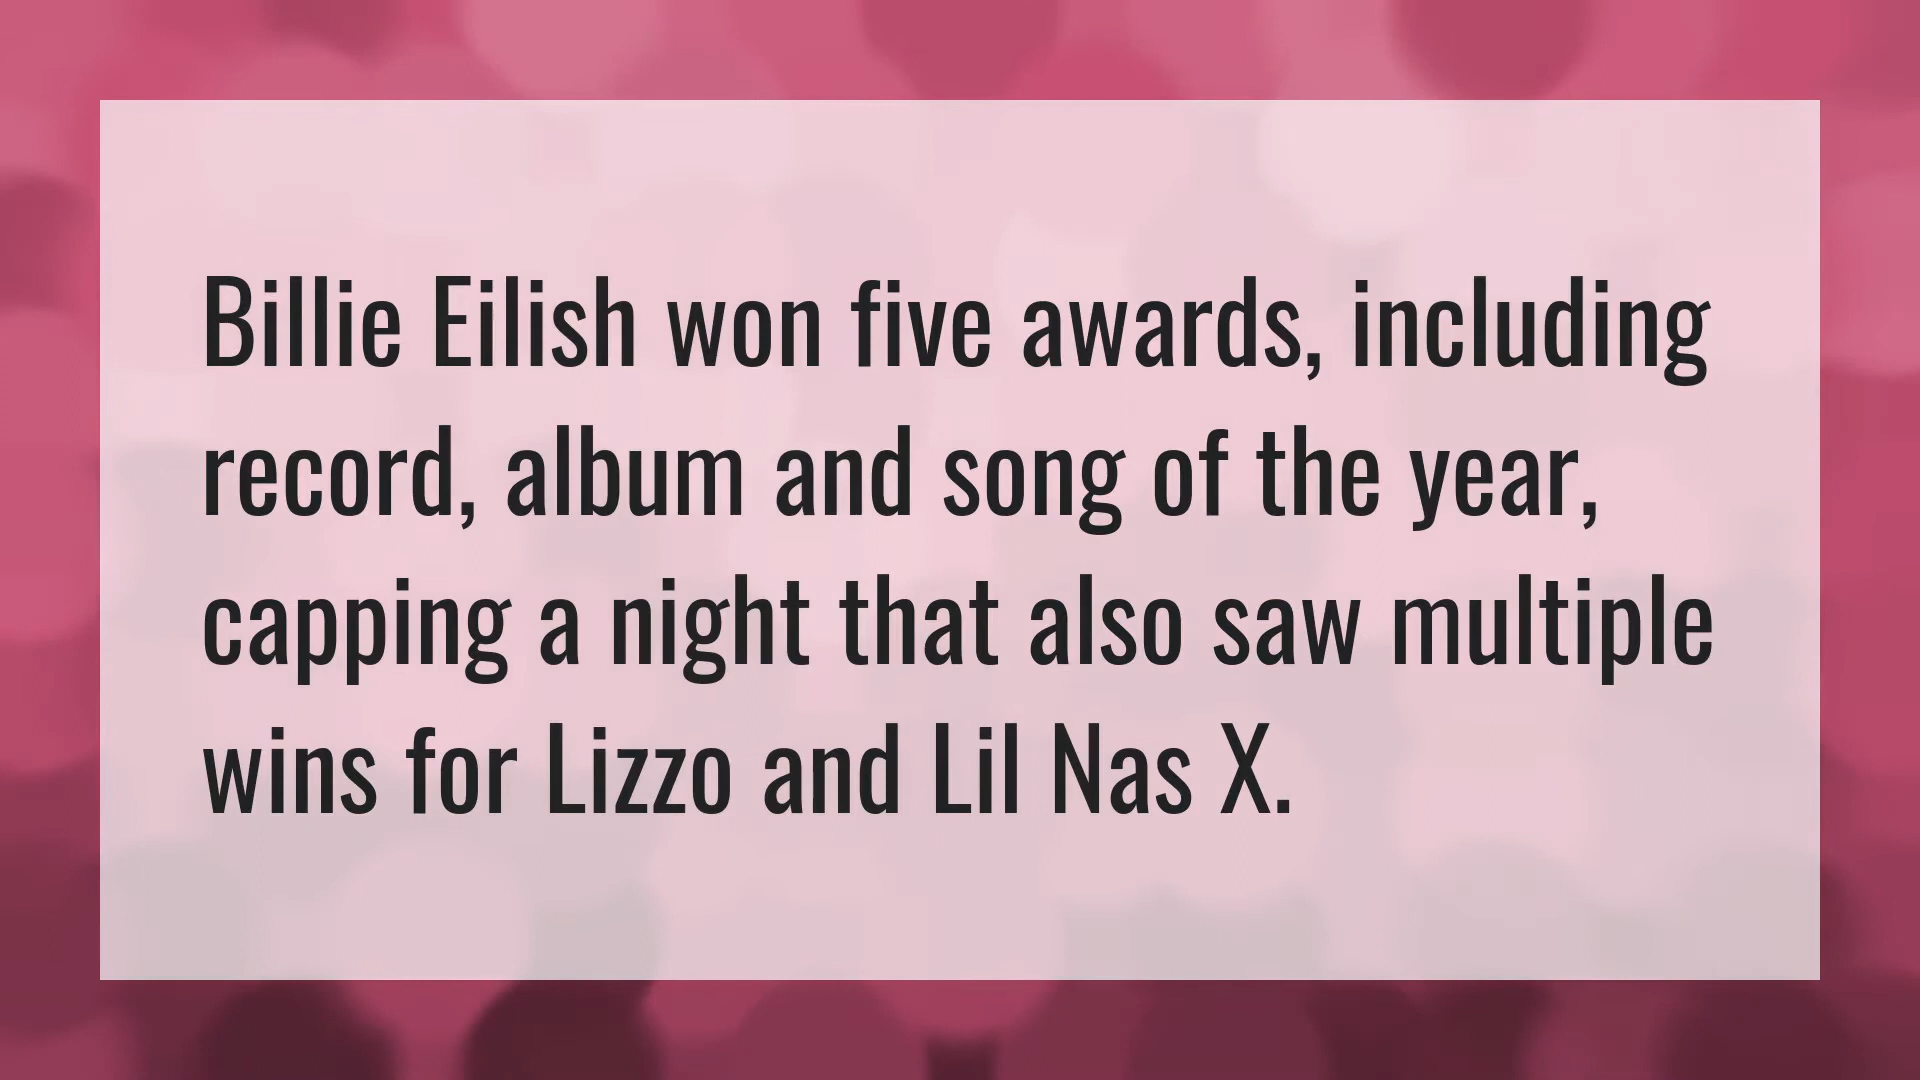 Billie Eilish won five awards, including
record, album and song of the year,
capping a night that also saw multiple
wins for Lizzo and Lil Nas X.